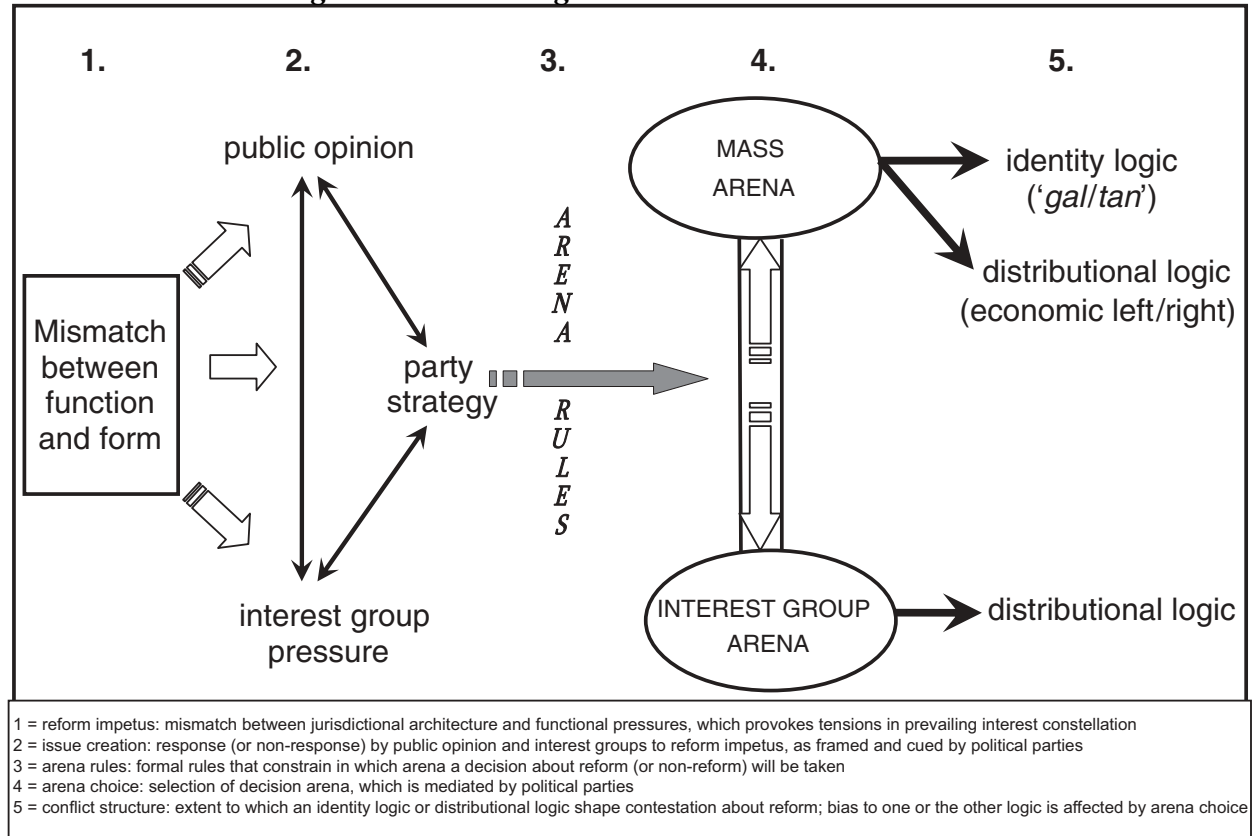 1. 2. 3. 4. 5.
public opinion
Mismatch
between
function
and form
party
strategy
interest group
pressure
A
R
E
N
A
R
U
L
E
S
MASS
ARENA
INTEREST GROUP
ARENA
identity logic
(‘gal/tan’)
distributional logic
(economic left/right)
distributional logic
1 = reform impetus: mismatch between jurisdictional architecture and functional pressures, which provokes tensions in prevailing interest constellation
2 = issue creation: response (or non-response) by public opinion and interest groups to reform impetus, as framed and cued by political parties
3 = arena rules: formal rules that constrain in which arena a decision about reform (or non-reform) will be taken
4 = arena choice: selection of decision arena, which is mediated by political parties
5 = conflict structure: extent to which an identity logic or distributional logic shape contestation about reform; bias to one or the other logic is affected by arena choice